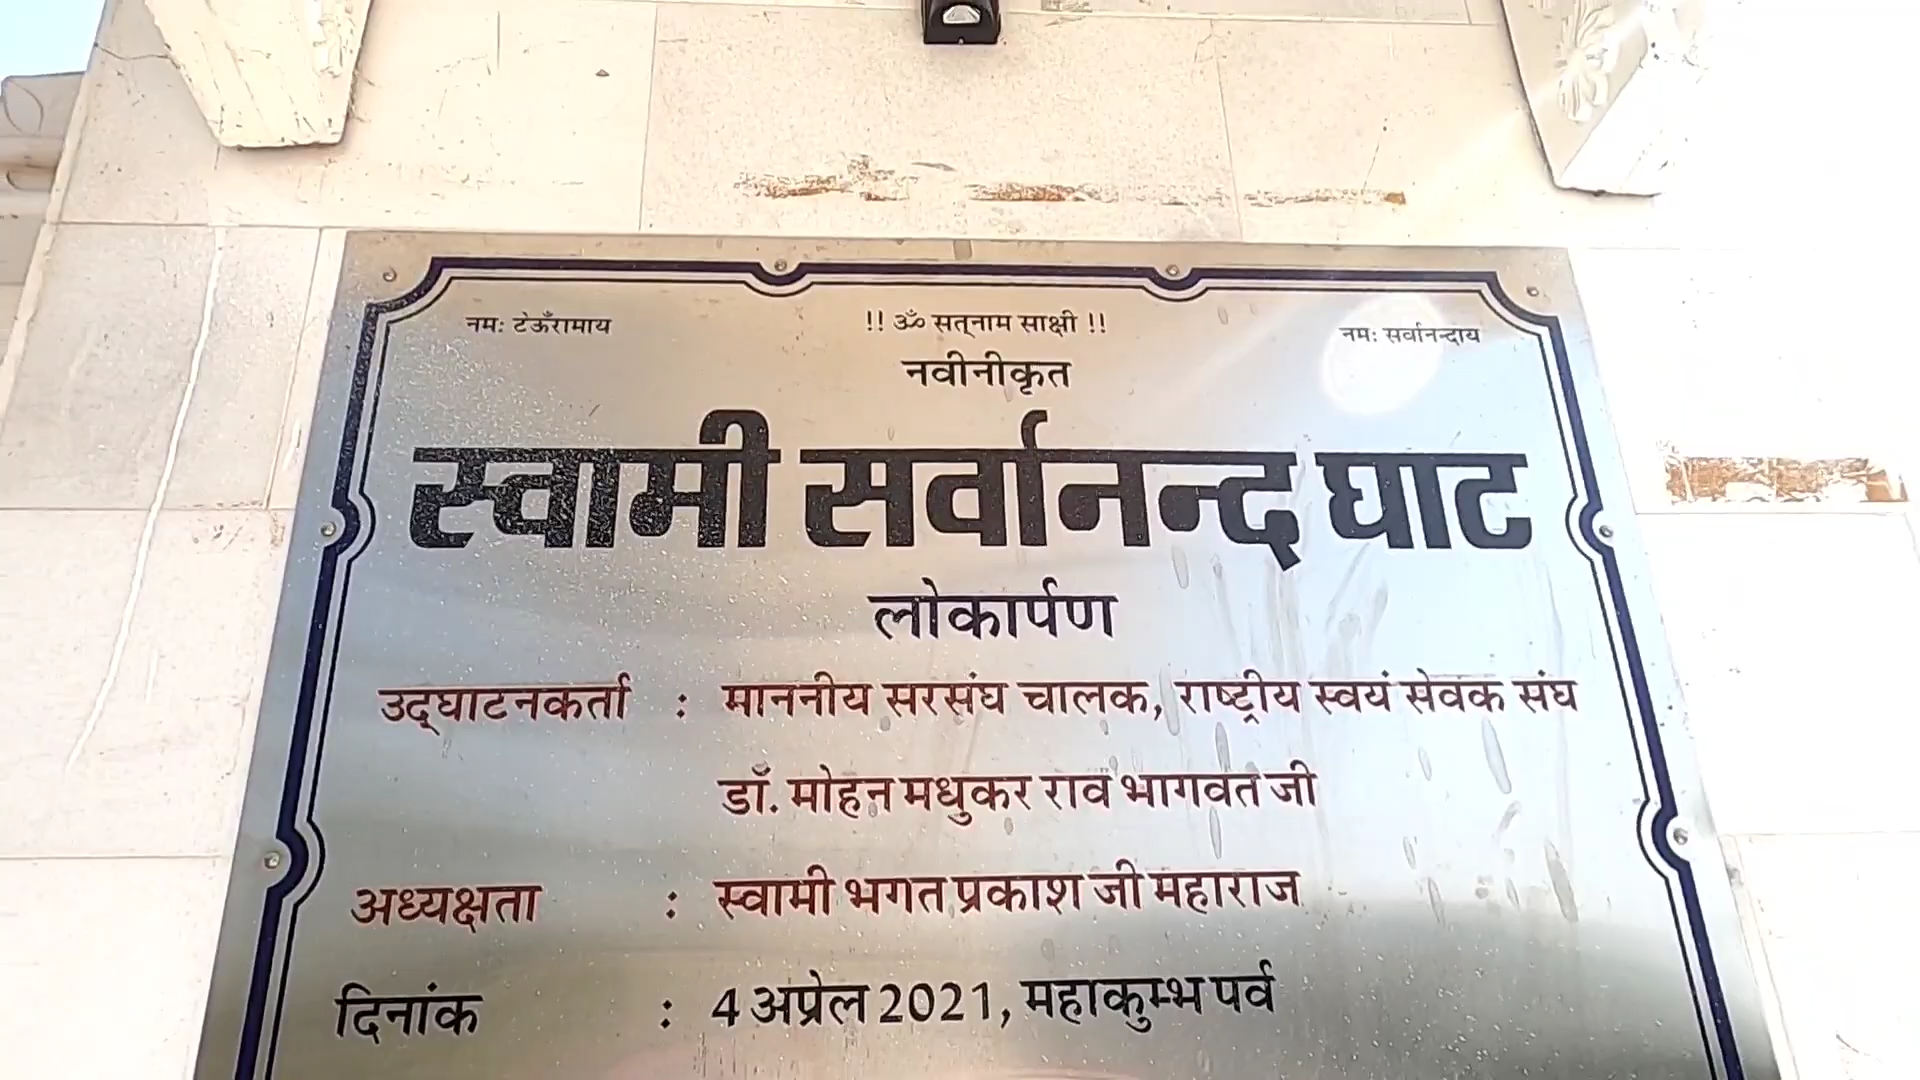 नमः टेऊँरामाय !! ॐ सत्‌नाम साक्षी !! नमः सर्वानन्दाय
नवीनीकृत
स्वामी सर्वानन्द घाट
लोकार्पण
उद्‌घाटनकर्ता : माननीय सरसंघ चालक, राष्ट्रीय स्वयं सेवक संघ
डॉ. मोहन मधुकर राव भागवत जी
अध्यक्षता : स्वामी भगत प्रकाश जी महाराज
दिनांक : 4 अप्रेल 2021, महाकुम्भ पर्व